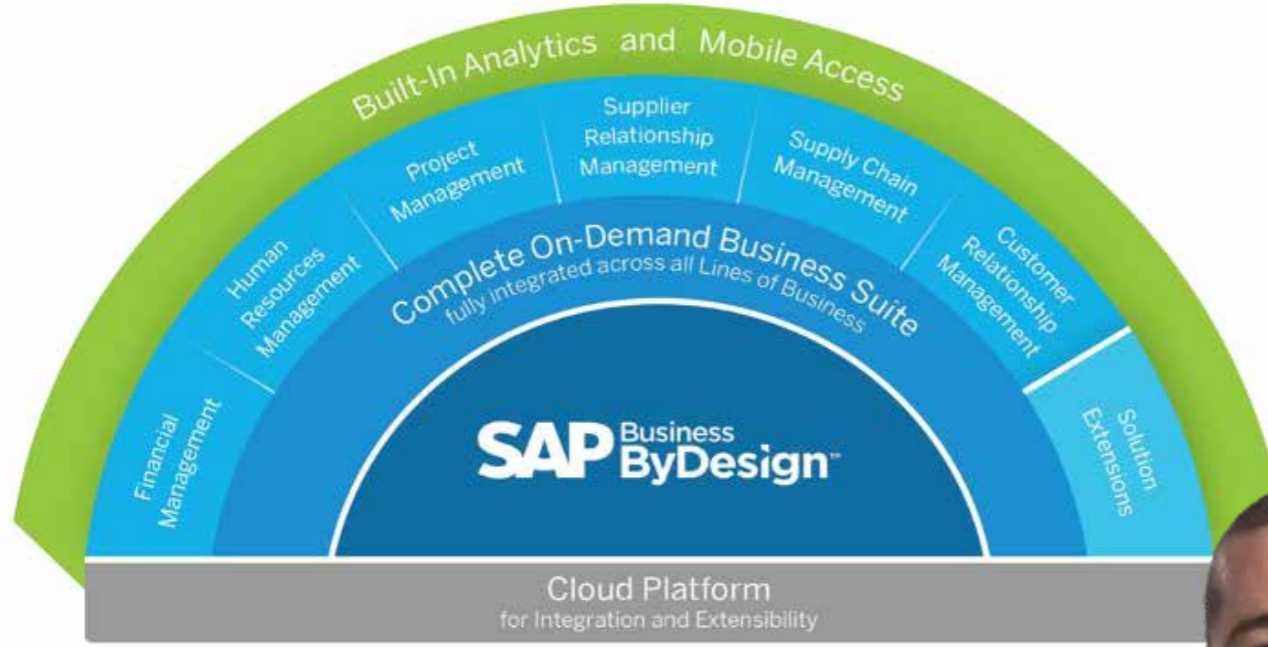 Built-In Analytics and Mobile Access
Financial
Management
Human
Resources
Management
Project
Management
Supplier
Relationship
Management
Supply Chain
Management
Customer
Relationship
Management
Solution
Extensions
Complete On-Demand Business Suite
fully integrated across all Lines of Business
SAP Business
ByDesign™
Cloud Platform
for Integration and Extensibility